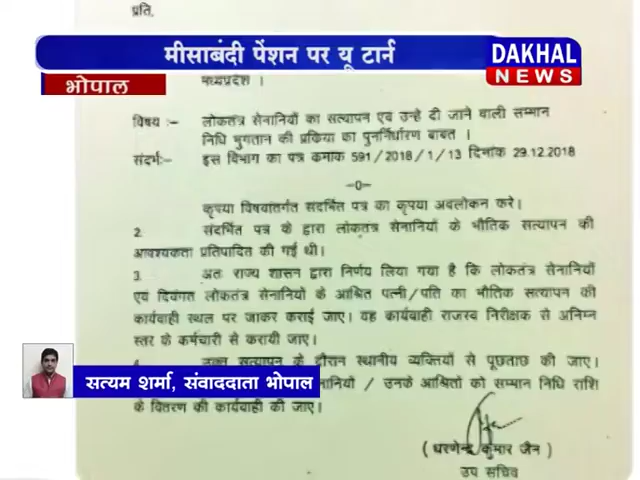 प्रति,
मीसाबंदी पेंशन पर यू टार्न
DAKHAL
NEWS
भोपाल
मध्यप्रदेश ।
विषय :- लोकतंत्र सेनानियों का सत्यापन एवं उन्हे दी जाने वाली सम्मान
निधि भुगतान की प्रकिया का पुनर्निर्धारण बाबत ।
संदर्भ:- इस विभाग का पत्र कमांक 591/2018/1/13 दिनांक 29.12.2018
-0-
कृप्या विषयांतर्गत संदर्भित पत्र का कृपया अवलोकन करे।
2. संदर्भित पत्र के द्वारा लोकतंत्र सेनानियों के भौतिक सत्यापन की
आवश्यकता प्रतिपादित की गई थी।
3. अतः राज्य शासन द्वारा निर्णय लिया गया है कि लोकतंत्र सेनानियों
एवं दिवंगत लोकतंत्र सेनानियों के आश्रित पत्नी/पति का भौतिक सत्यापन की
कार्यवाही स्थल पर जाकर कराई जाए। यह कार्यवाही राजस्व निरीक्षक से अनिम्न
स्तर के कर्मचारी से करायी जाए।
4. उक्त सत्यापन के दौरान स्थानीय व्यक्तियों से पूछताछ की जाए।
सत्यम शर्मा, संवाददाता भोपाल
सेनानियों / उनके आश्रितों को सम्मान निधि राशि
के वितरण की कार्यवाही की जाए।
(धरणेन्द्र कुमार जैन)
उप सचिव